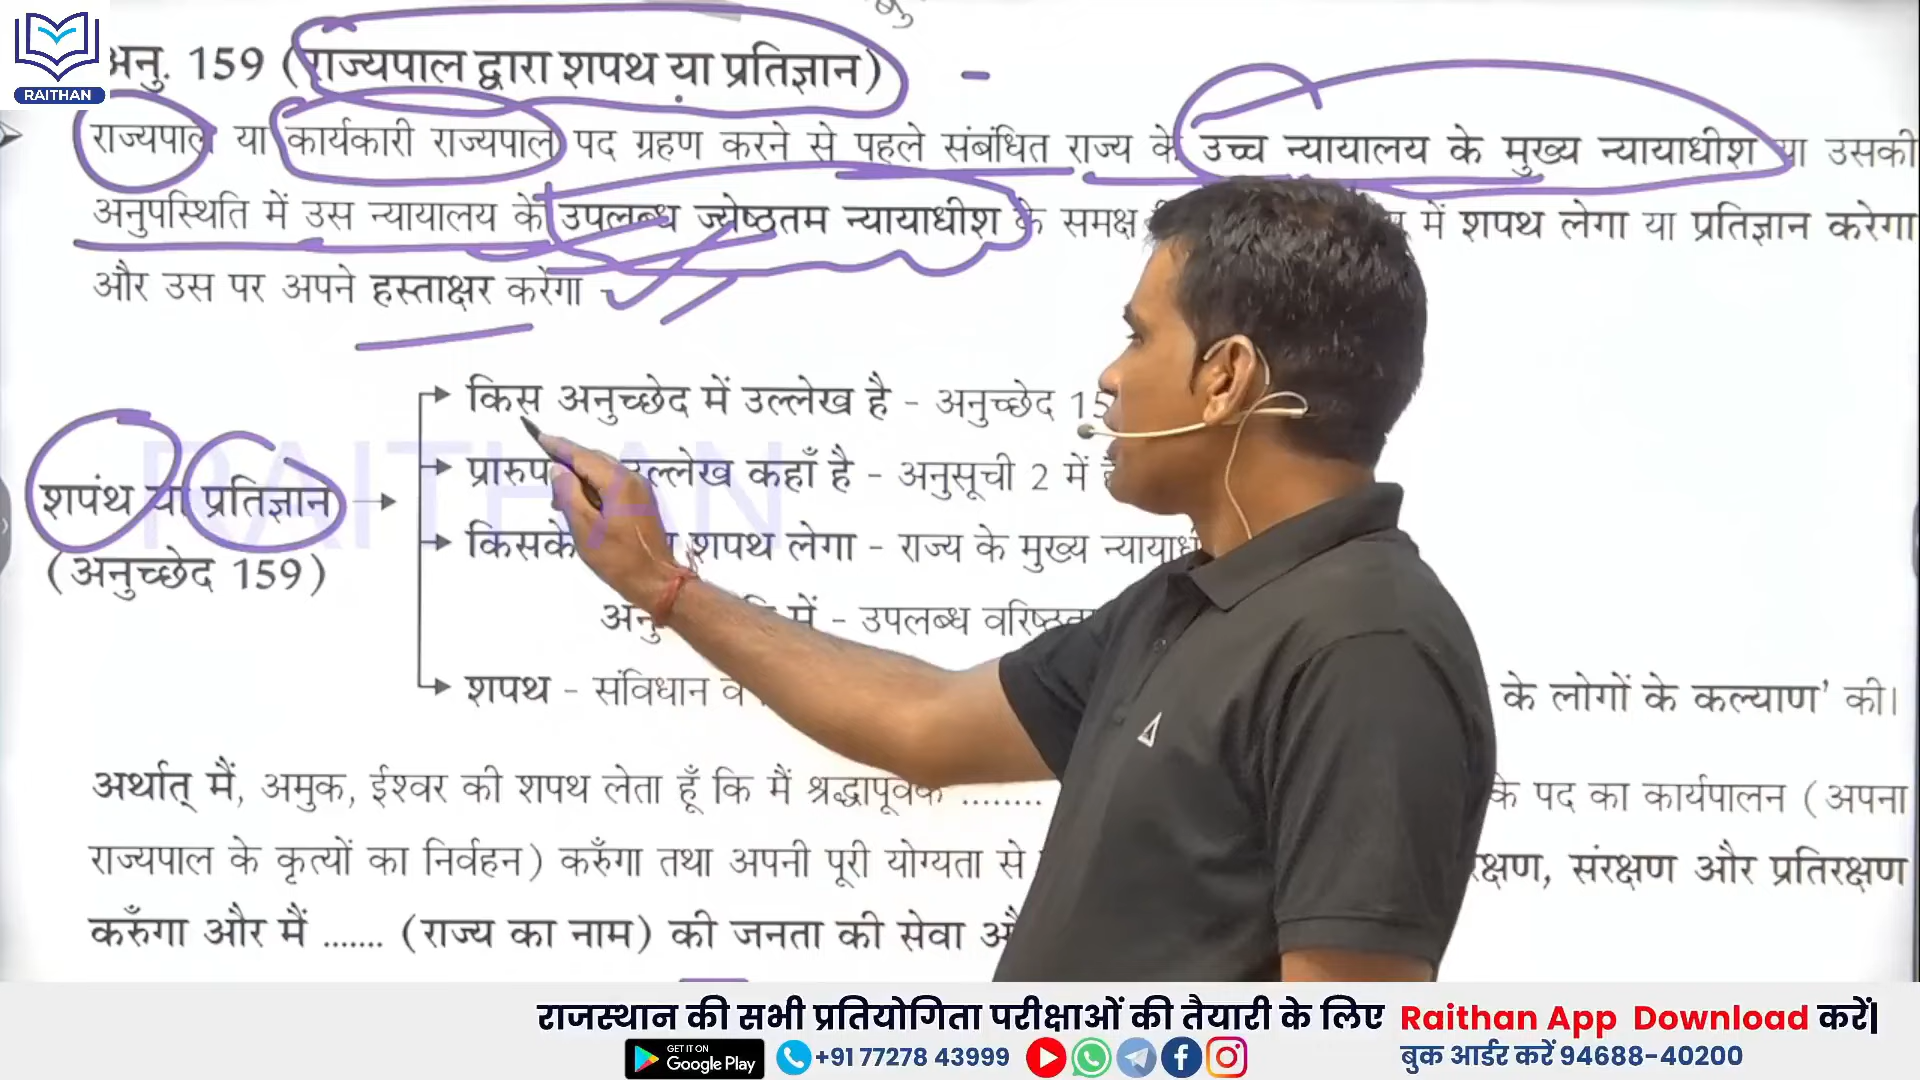 RAITHAN
अनु. 159 (राज्यपाल द्वारा शपथ या प्रतिज्ञान) -
राज्यपाल या कार्यकारी राज्यपाल पद ग्रहण करने से पहले संबंधित राज्य के उच्च न्यायालय के मुख्य न्यायाधीश या उसकी
अनुपस्थिति में उस न्यायालय के उपलब्ध ज्येष्ठतम न्यायाधीश के समक्ष में शपथ लेगा या प्रतिज्ञान करेगा
और उस पर अपने हस्ताक्षर करेगा
किस अनुच्छेद में उल्लेख है - अनुच्छेद 15
प्रारुप उल्लेख कहाँ है - अनुसूची 2 में
शपंथ या प्रतिज्ञान
(अनुच्छेद 159)
किसके शपथ लेगा - राज्य के मुख्य
में - उपलब्ध
शपथ - संविधान के लोगों के कल्याण' की।
अर्थात् मैं, अमुक, ईश्वर की शपथ लेता हूँ कि मैं श्रद्धापूर्वक ........ के पद का कार्यपालन (अपना
राज्यपाल के कृत्यों का निर्वहन) करुँगा तथा अपनी पूरी योग्यता से संरक्षण और प्रतिरक्षण
करुँगा और मैं ....... (राज्य का नाम) की जनता की सेवा
RAITHAN
राजस्थान की सभी प्रतियोगिता परीक्षाओं की तैयारी के लिए Raithan App Download करें|
GET IT ON
Google Play
+91 77278 43999
बुक आर्डर करें 94688-40200